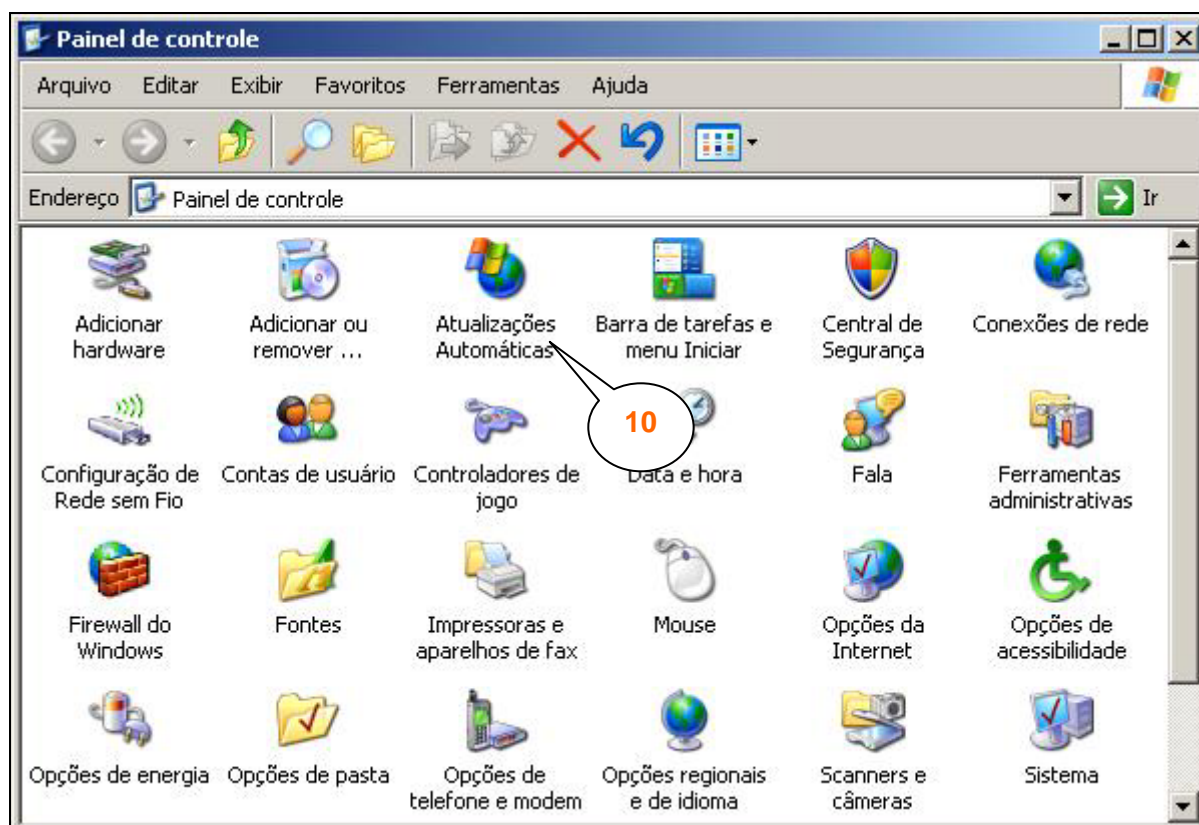 Painel de controle
Arquivo Editar Exibir Favoritos Ferramentas Ajuda
Endereço Painel de controle Ir
Adicionar hardware
Adicionar ou remover ...
Atualizações Automáticas
Barra de tarefas e menu Iniciar
Central de Segurança
Conexões de rede
10
Configuração de Rede sem Fio
Contas de usuário
Controladores de jogo
Data e hora
Fala
Ferramentas administrativas
Firewall do Windows
Fontes
Impressoras e aparelhos de fax
Mouse
Opções da Internet
Opções de acessibilidade
Opções de energia
Opções de pasta
Opções de telefone e modem
Opções regionais e de idioma
Scanners e câmeras
Sistema